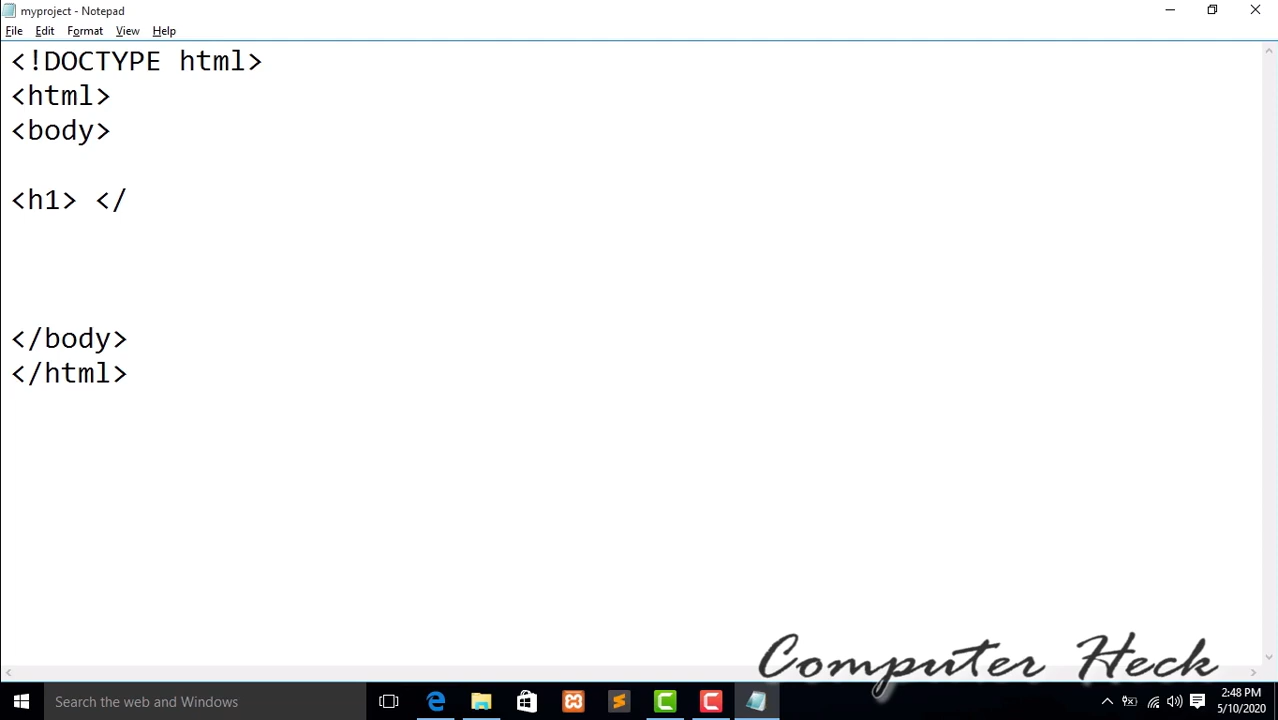 myproject - Notepad
File Edit Format View Help
<!DOCTYPE html>
<html>
<body>
<h1> </
</body>
</html>
Computer Heck
Search the web and Windows
2:48 PM
5/10/2020